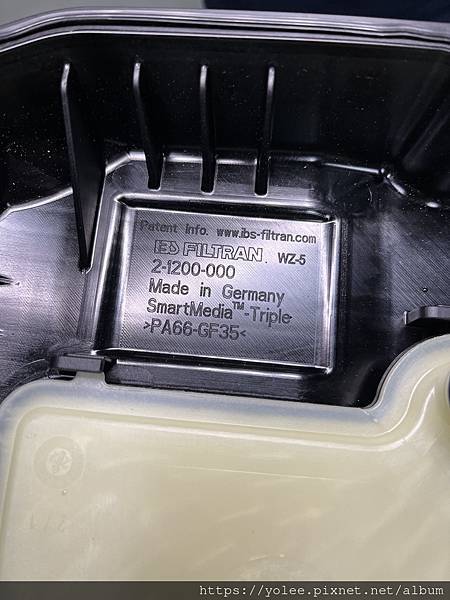 Patent Info. www.ibs-filtran.com
IBS FILTRAN. WZ-5
2-1200-000
Made in Germany
SmartMedia™-Triple
>PA66-GF35<
https://yolee.pixnet.net/album